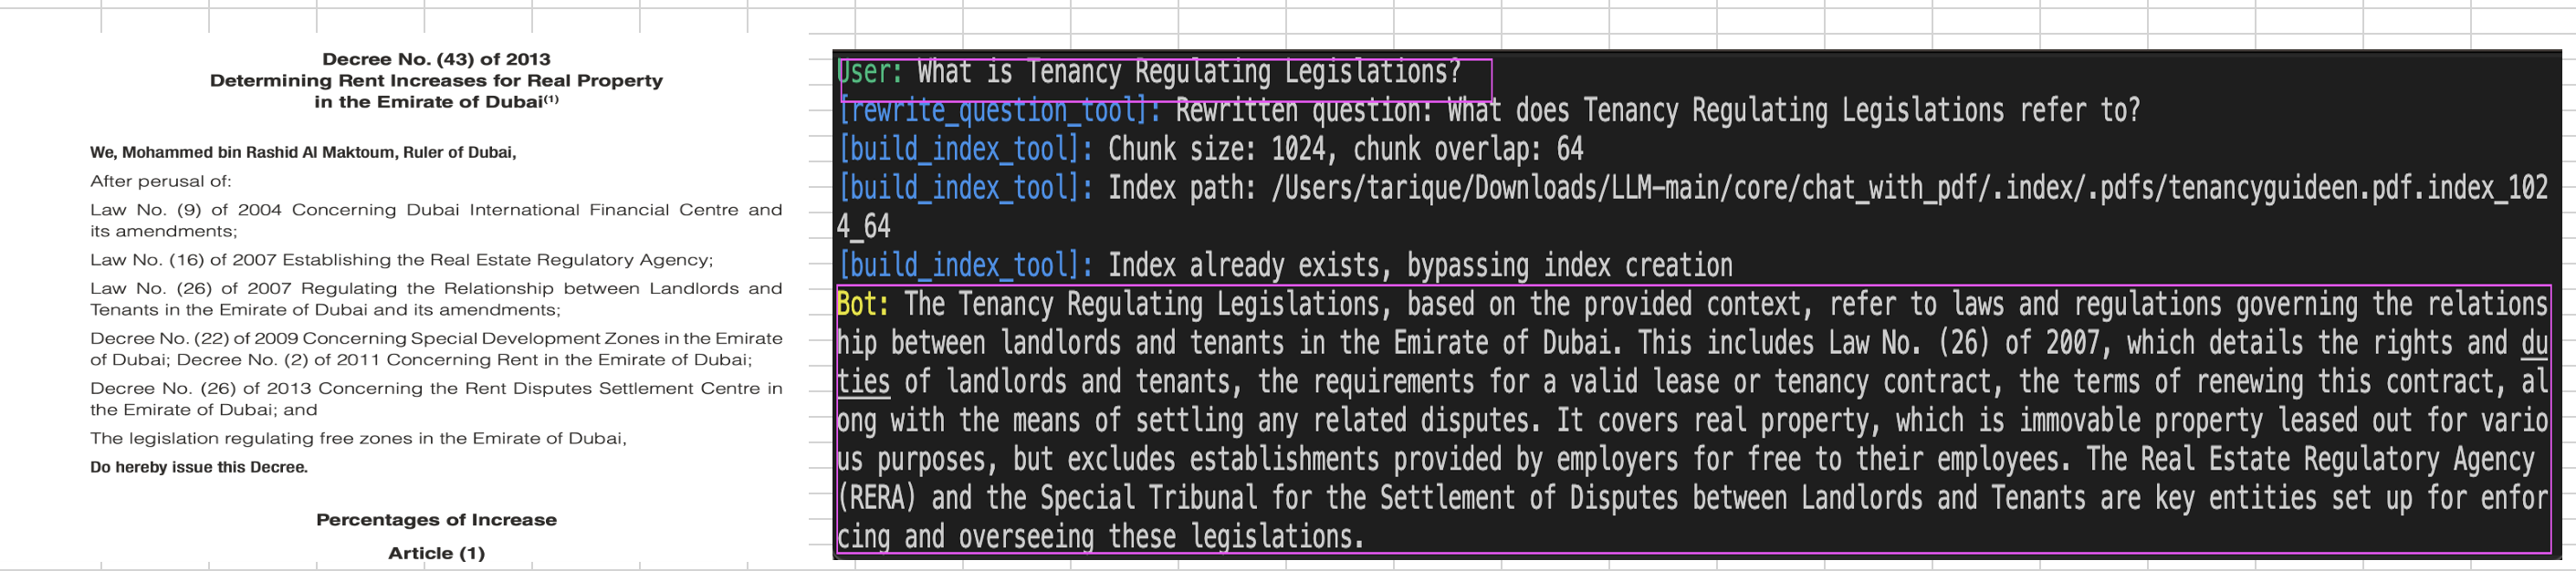 Decree No. (43) of 2013
Determining Rent Increases for Real Property
in the Emirate of Dubai(1)
We, Mohammed bin Rashid Al Maktoum, Ruler of Dubai,
After perusal of:
Law No. (9) of 2004 Concerning Dubai International Financial Centre and
its amendments;
Law No. (16) of 2007 Establishing the Real Estate Regulatory Agency;
Law No. (26) of 2007 Regulating the Relationship between Landlords and
Tenants in the Emirate of Dubai and its amendments;
Decree No. (22) of 2009 Concerning Special Development Zones in the Emirate
of Dubai; Decree No. (2) of 2011 Concerning Rent in the Emirate of Dubai;
Decree No. (26) of 2013 Concerning the Rent Disputes Settlement Centre in
the Emirate of Dubai; and
The legislation regulating free zones in the Emirate of Dubai,
Do hereby issue this Decree.
Percentages of Increase
Article (1)
User: What is Tenancy Regulating Legislations?
[rewrite_question_tool]: Rewritten question: What does Tenancy Regulating Legislations refer to?
[build_index_tool]: Chunk size: 1024, chunk overlap: 64
[build_index_tool]: Index path: /Users/tarique/Downloads/LLM-main/core/chat_with_pdf/.index/.pdfs/tenancyguideen.pdf.index_102
4_64
[build_index_tool]: Index already exists, bypassing index creation
Bot: The Tenancy Regulating Legislations, based on the provided context, refer to laws and regulations governing the relations
hip between landlords and tenants in the Emirate of Dubai. This includes Law No. (26) of 2007, which details the rights and du
ties of landlords and tenants, the requirements for a valid lease or tenancy contract, the terms of renewing this contract, al
ong with the means of settling any related disputes. It covers real property, which is immovable property leased out for vario
us purposes, but excludes establishments provided by employers for free to their employees. The Real Estate Regulatory Agency
(RERA) and the Special Tribunal for the Settlement of Disputes between Landlords and Tenants are key entities set up for enfor
cing and overseeing these legislations.